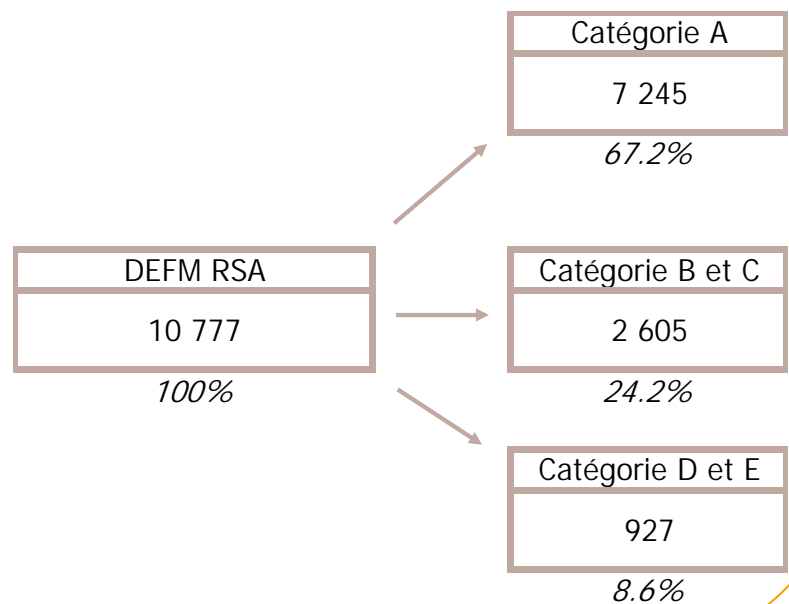 Catégorie A
7 245
67.2%
DEFM RSA
10 777
100%
Catégorie B et C
2 605
24.2%
Catégorie D et E
927
8.6%